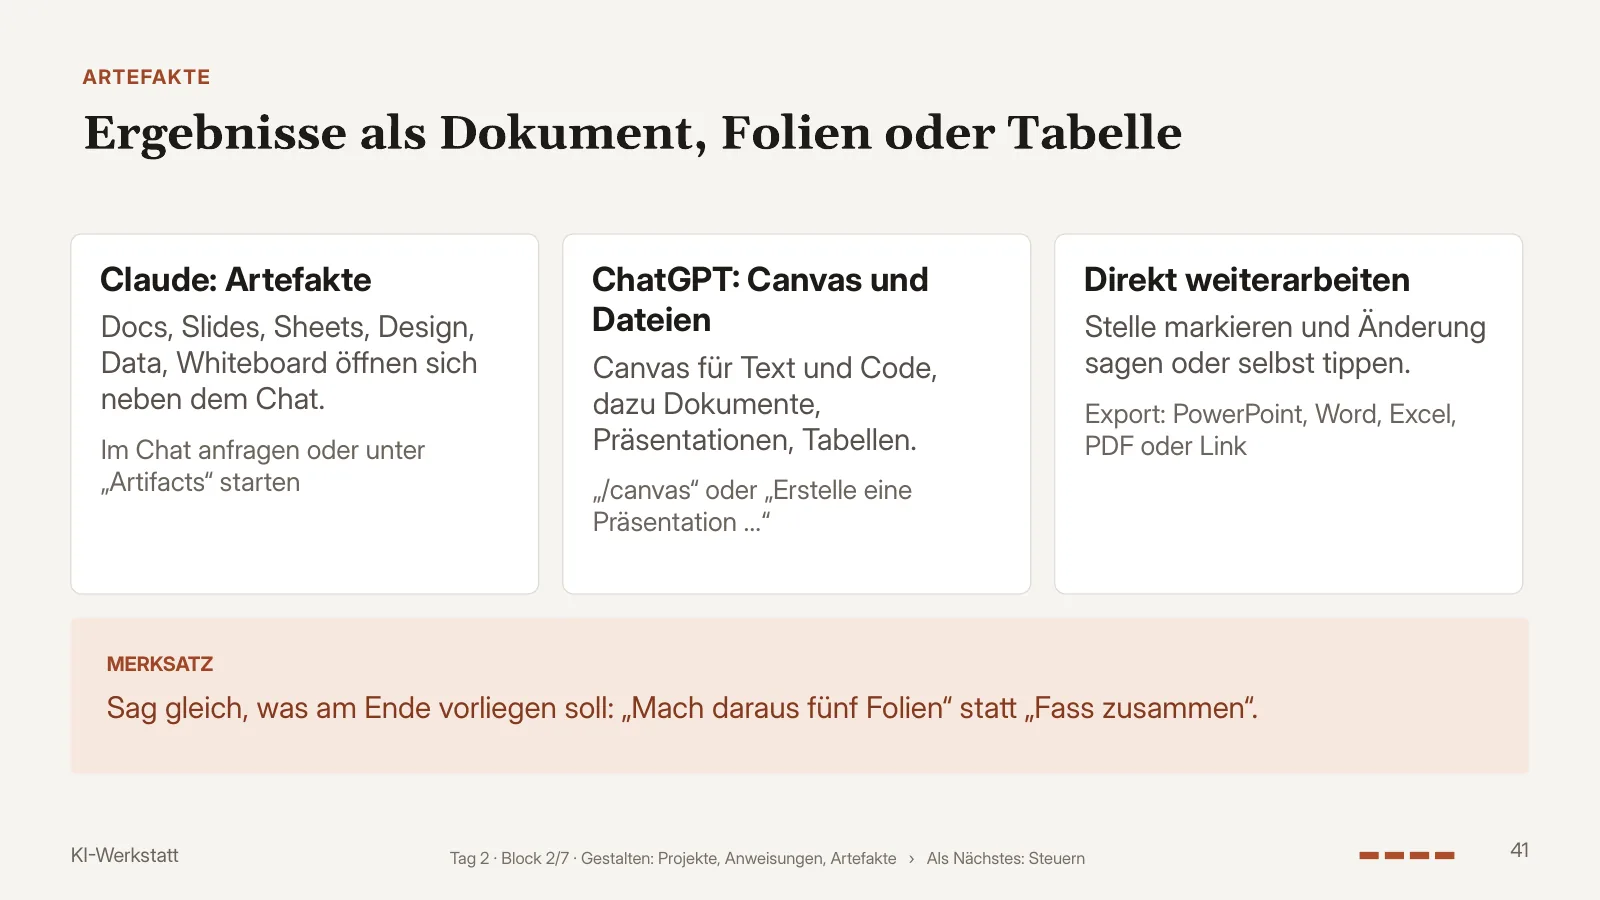 ARTEFAKTE
Ergebnisse als Dokument, Folien oder Tabelle
Claude: Artefakte
Docs, Slides, Sheets, Design,
Data, Whiteboard öffnen sich
neben dem Chat.
Im Chat anfragen oder unter
„Artifacts“ starten
ChatGPT: Canvas und
Dateien
Canvas für Text und Code,
dazu Dokumente,
Präsentationen, Tabellen.
„/canvas“ oder „Erstelle eine
Präsentation …“
Direkt weiterarbeiten
Stelle markieren und Änderung
sagen oder selbst tippen.
Export: PowerPoint, Word, Excel,
PDF oder Link
MERKSATZ
Sag gleich, was am Ende vorliegen soll: „Mach daraus fünf Folien“ statt „Fass zusammen“.
KI-Werkstatt
Tag 2 · Block 2/7 · Gestalten: Projekte, Anweisungen, Artefakte › Als Nächstes: Steuern
41